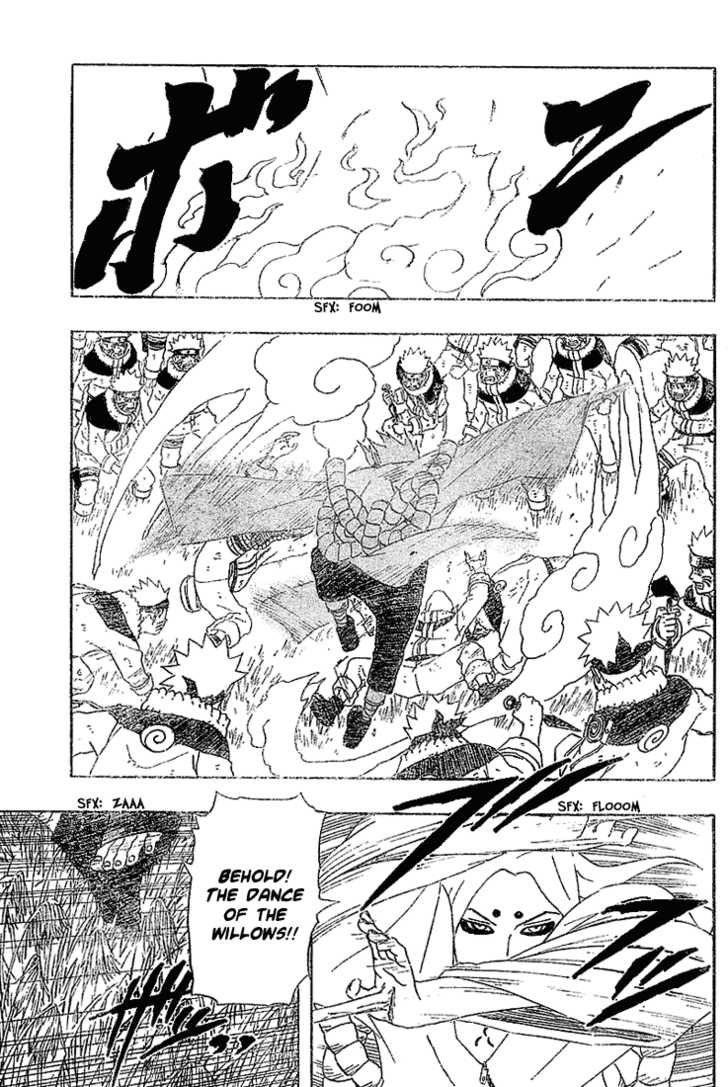 ボン
SFX: FOOM
SFX: ZAAA
SFX: FLOOOM
BEHOLD!
THE DANCE
OF THE
WILLOWS!!